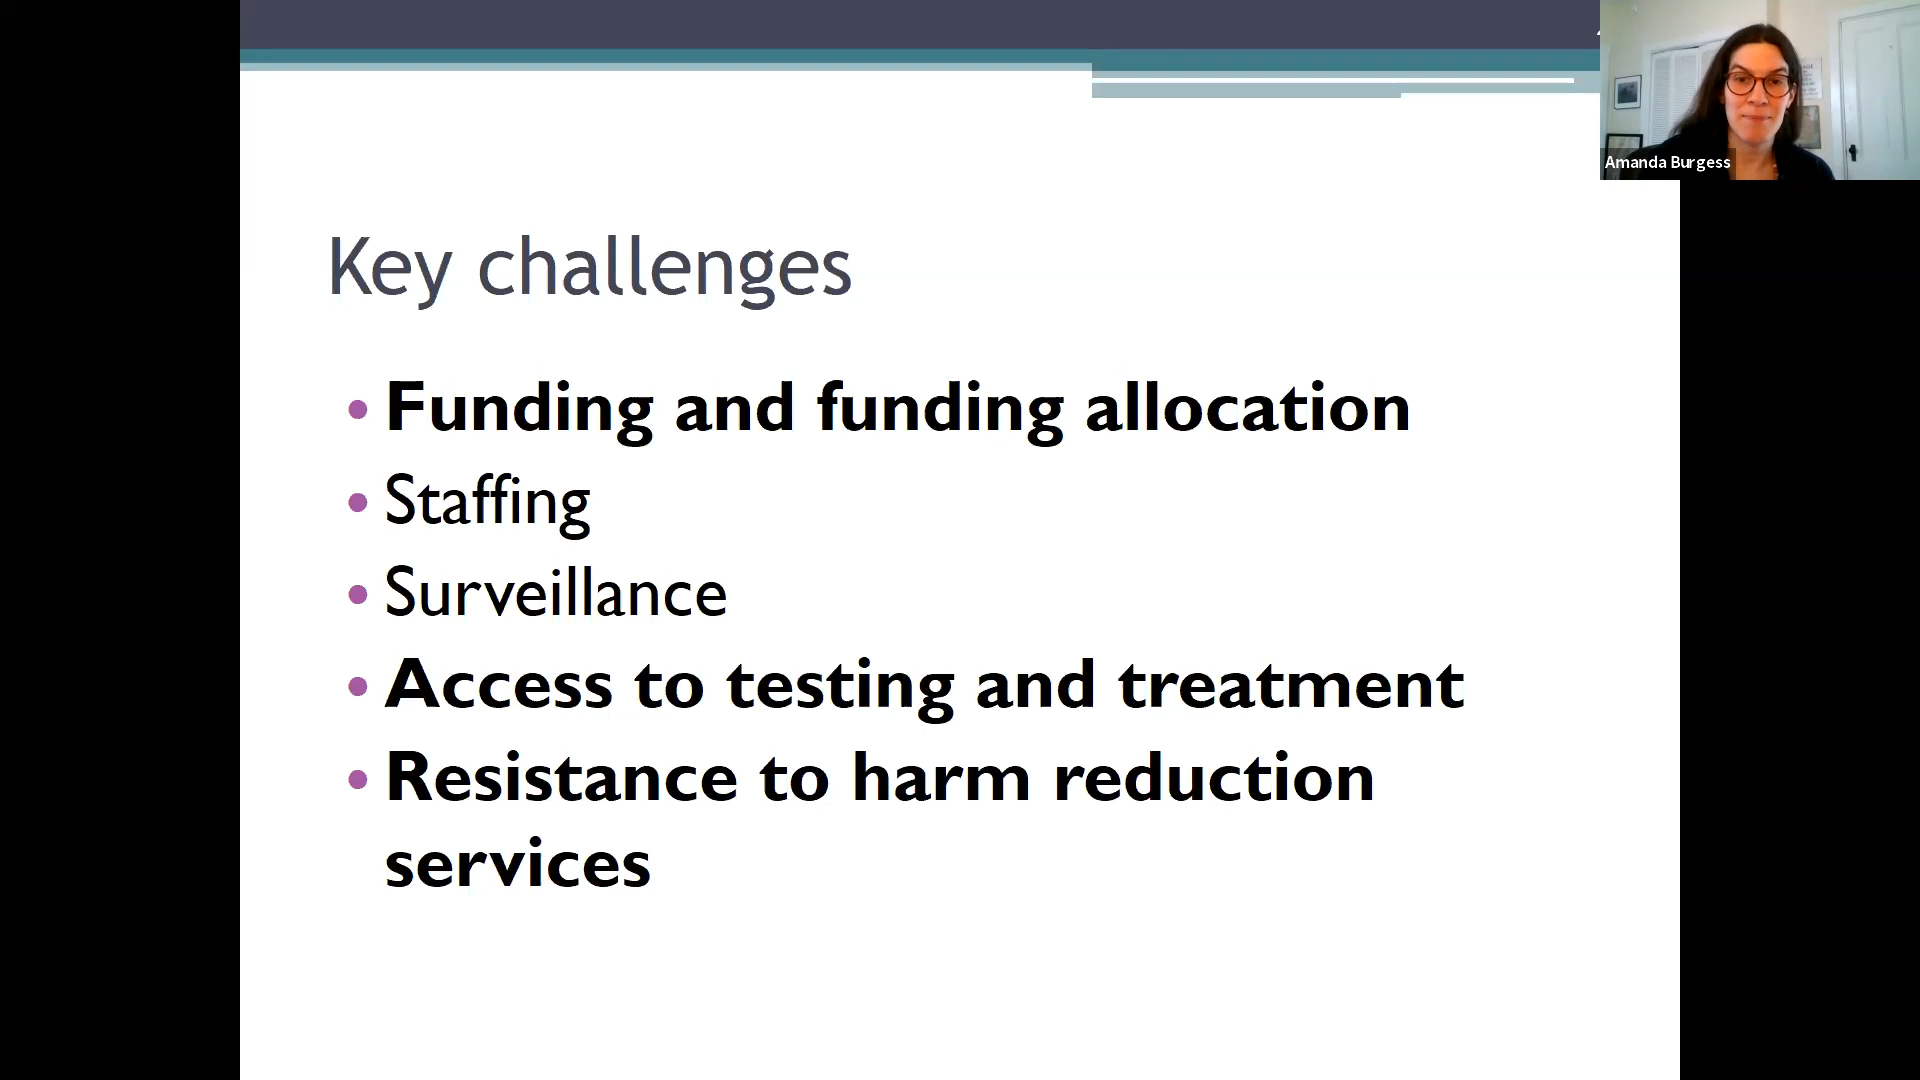 Amanda Burgess
Key challenges
• Funding and funding allocation
• Staffing
• Surveillance
• Access to testing and treatment
• Resistance to harm reduction
services